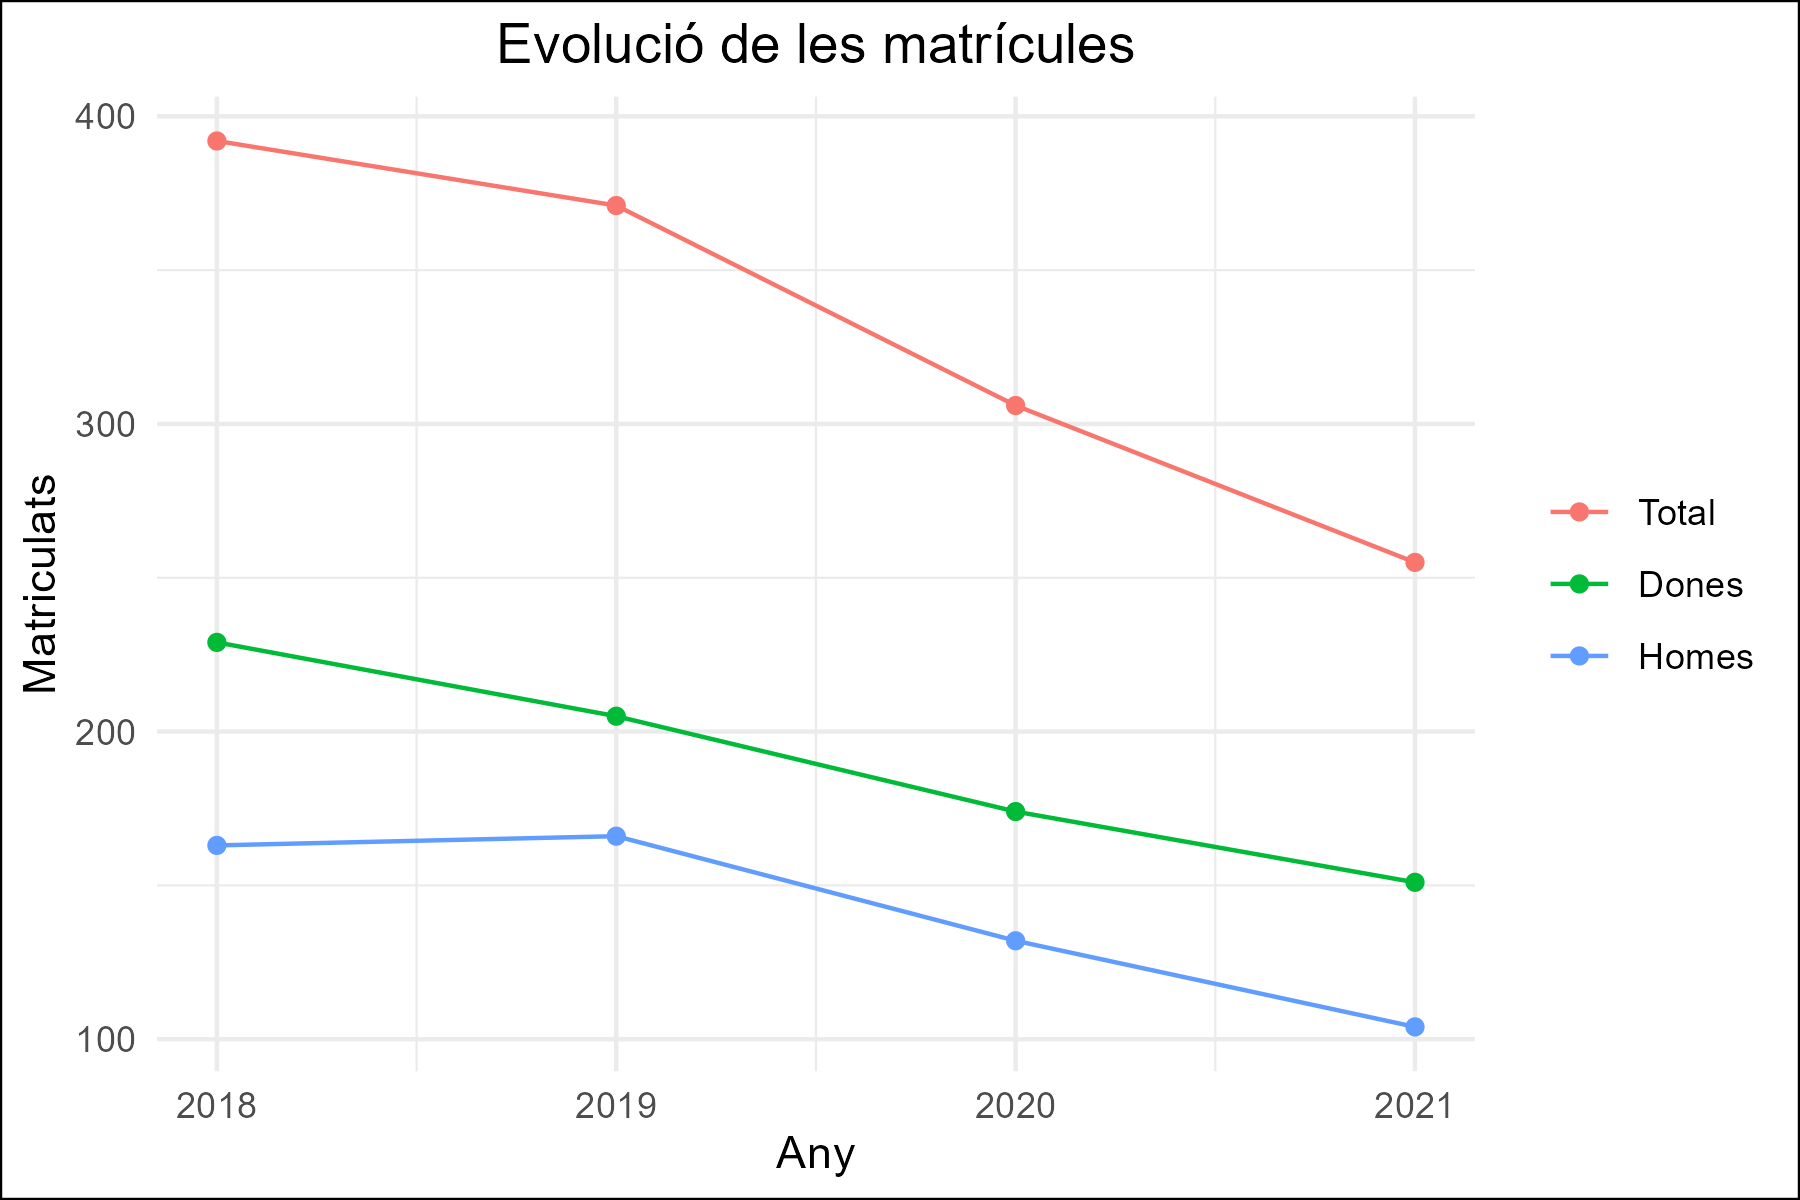 Evolució de les matrícules
400
300
200
100
Matriculats
2018 2019 2020 2021
Any
Total
Dones
Homes